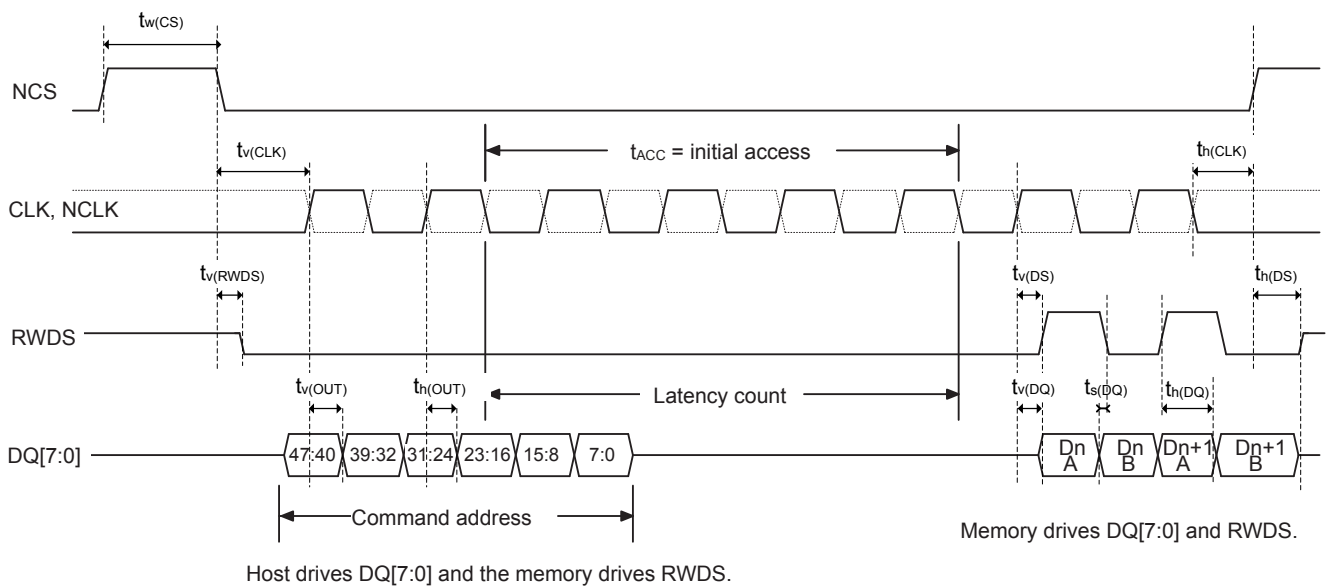 tw(CS)
NCS
tv(CLK)
tACC = initial access
th(CLK)
CLK, NCLK
tv(RWDS)
tv(DS)
th(DS)
RWDS
tv(OUT)
th(OUT)
Latency count
tv(DQ)
ts(DQ)
th(DQ)
DQ[7:0]
47:40
39:32
31:24
23:16
15:8
7:0
Dn
A
Dn
B
Dn+1
A
Dn+1
B
Command address
Memory drives DQ[7:0] and RWDS.
Host drives DQ[7:0] and the memory drives RWDS.